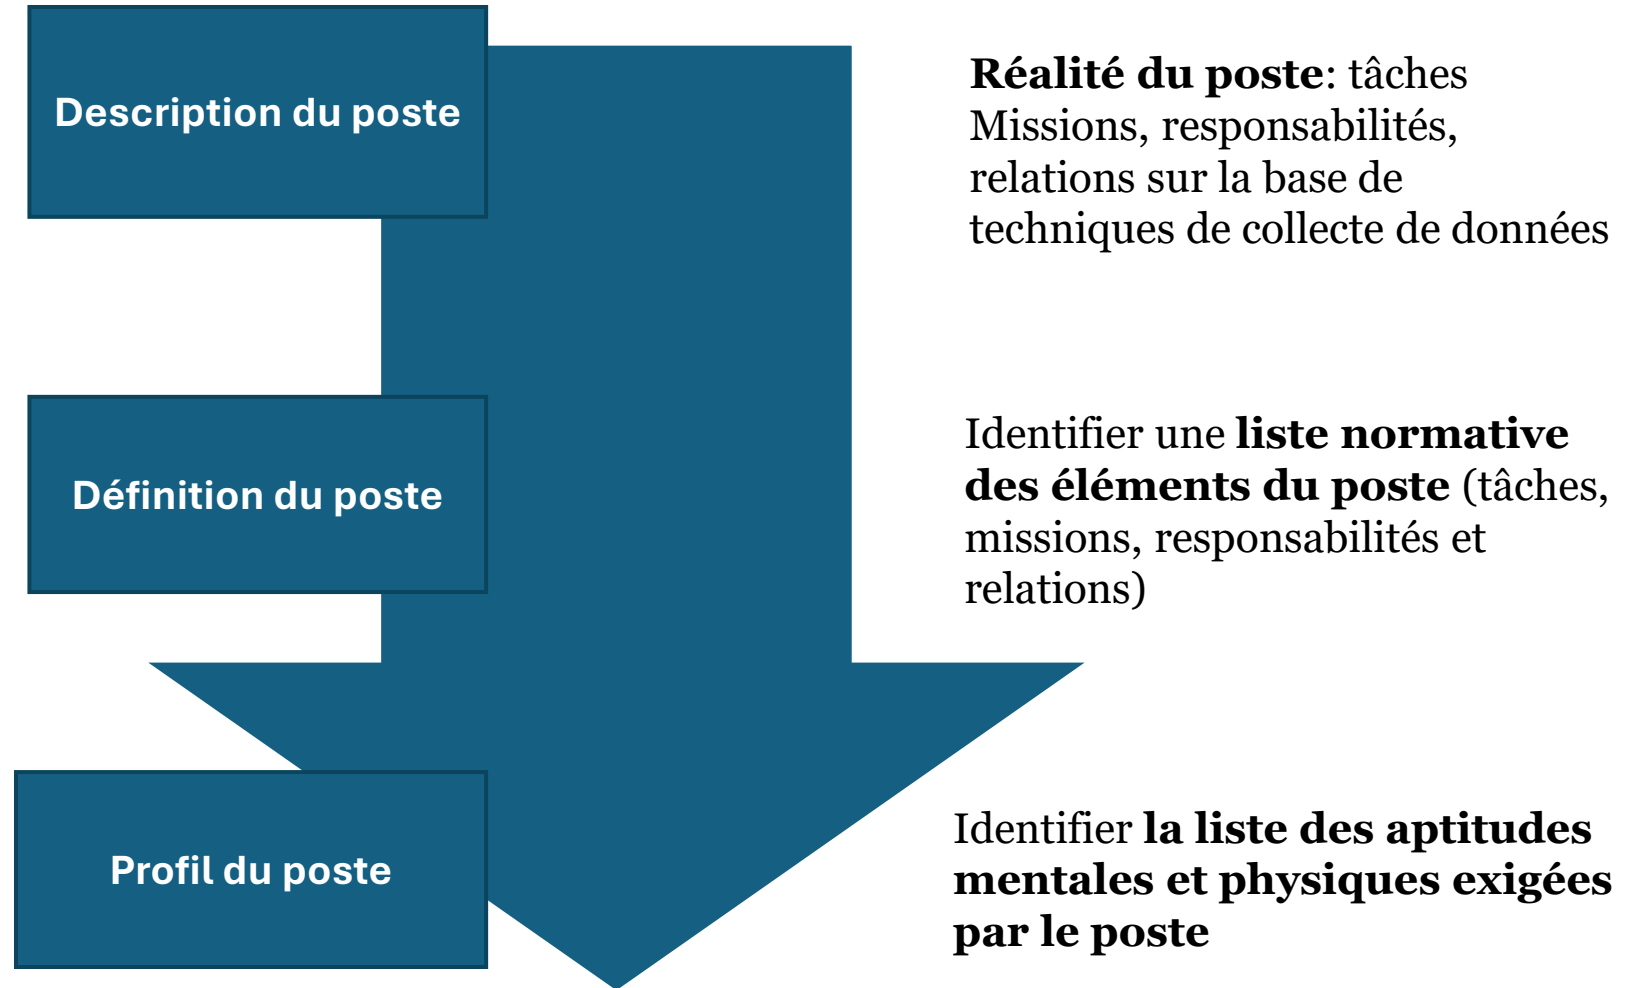 Description du poste
Réalité du poste: tâches
Missions, responsabilités,
relations sur la base de
techniques de collecte de données
Définition du poste
Identifier une liste normative
des éléments du poste (tâches,
missions, responsabilités et
relations)
Profil du poste
Identifier la liste des aptitudes
mentales et physiques exigées
par le poste